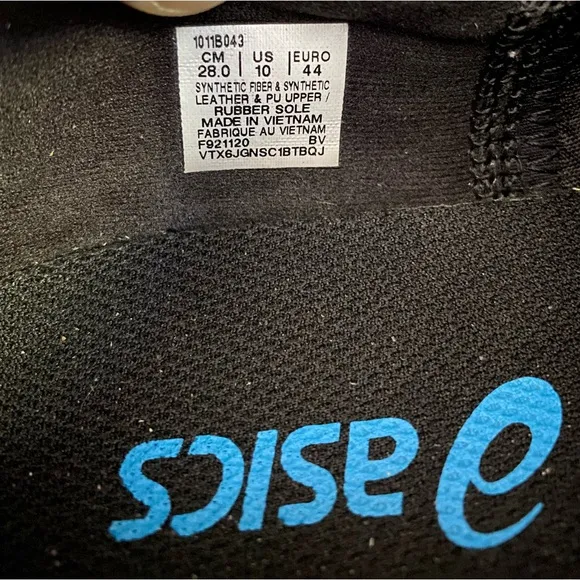 1011B043
CM | US | EURO
28.0 | 10 | 44
SYNTHETIC FIBER & SYNTHETIC
LEATHER & PU UPPER /
RUBBER SOLE
MADE IN VIETNAM
FABRIQUE AU VIETNAM
F921120 BV
VTX6JGNSC1BTBQJ
asics